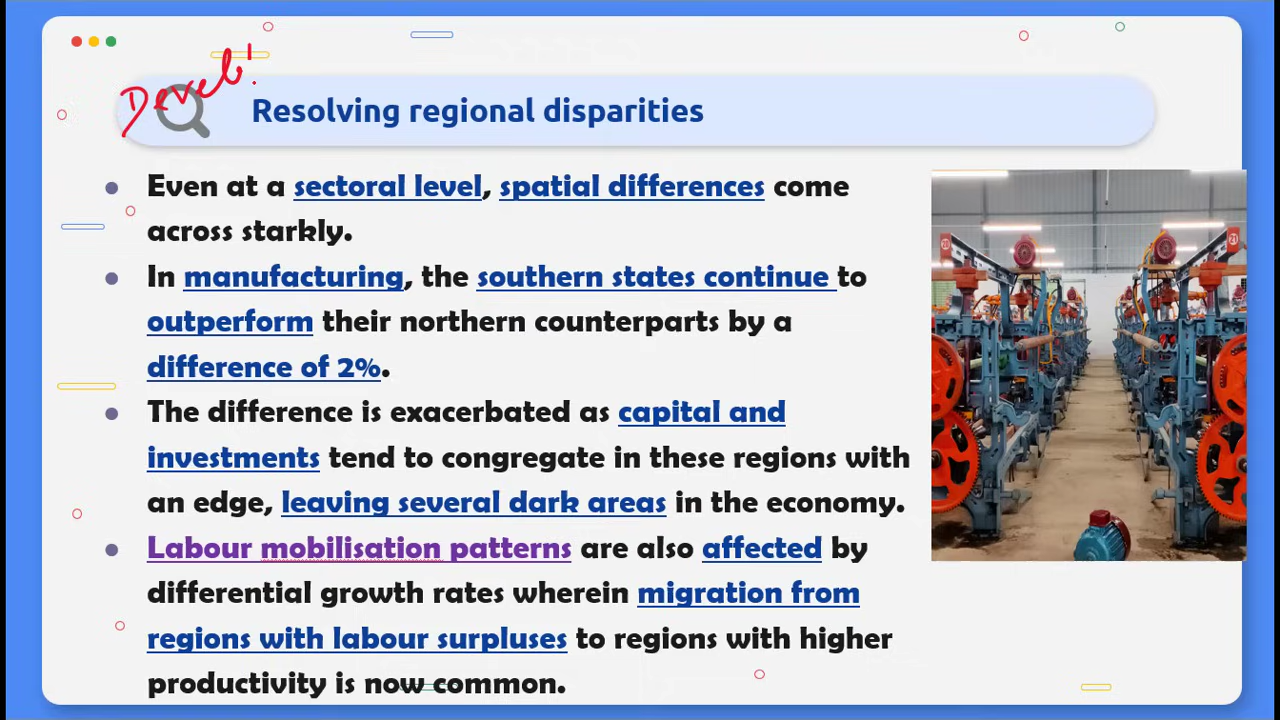 Devel!
Resolving regional disparities
Even at a sectoral level, spatial differences come
across starkly.
In manufacturing, the southern states continue to
outperform their northern counterparts by a
difference of 2%.
The difference is exacerbated as capital and
investments tend to congregate in these regions with
an edge, leaving several dark areas in the economy.
Labour mobilisation patterns are also affected by
differential growth rates wherein migration from
regions with labour surpluses to regions with higher
productivity is now common.
20
21